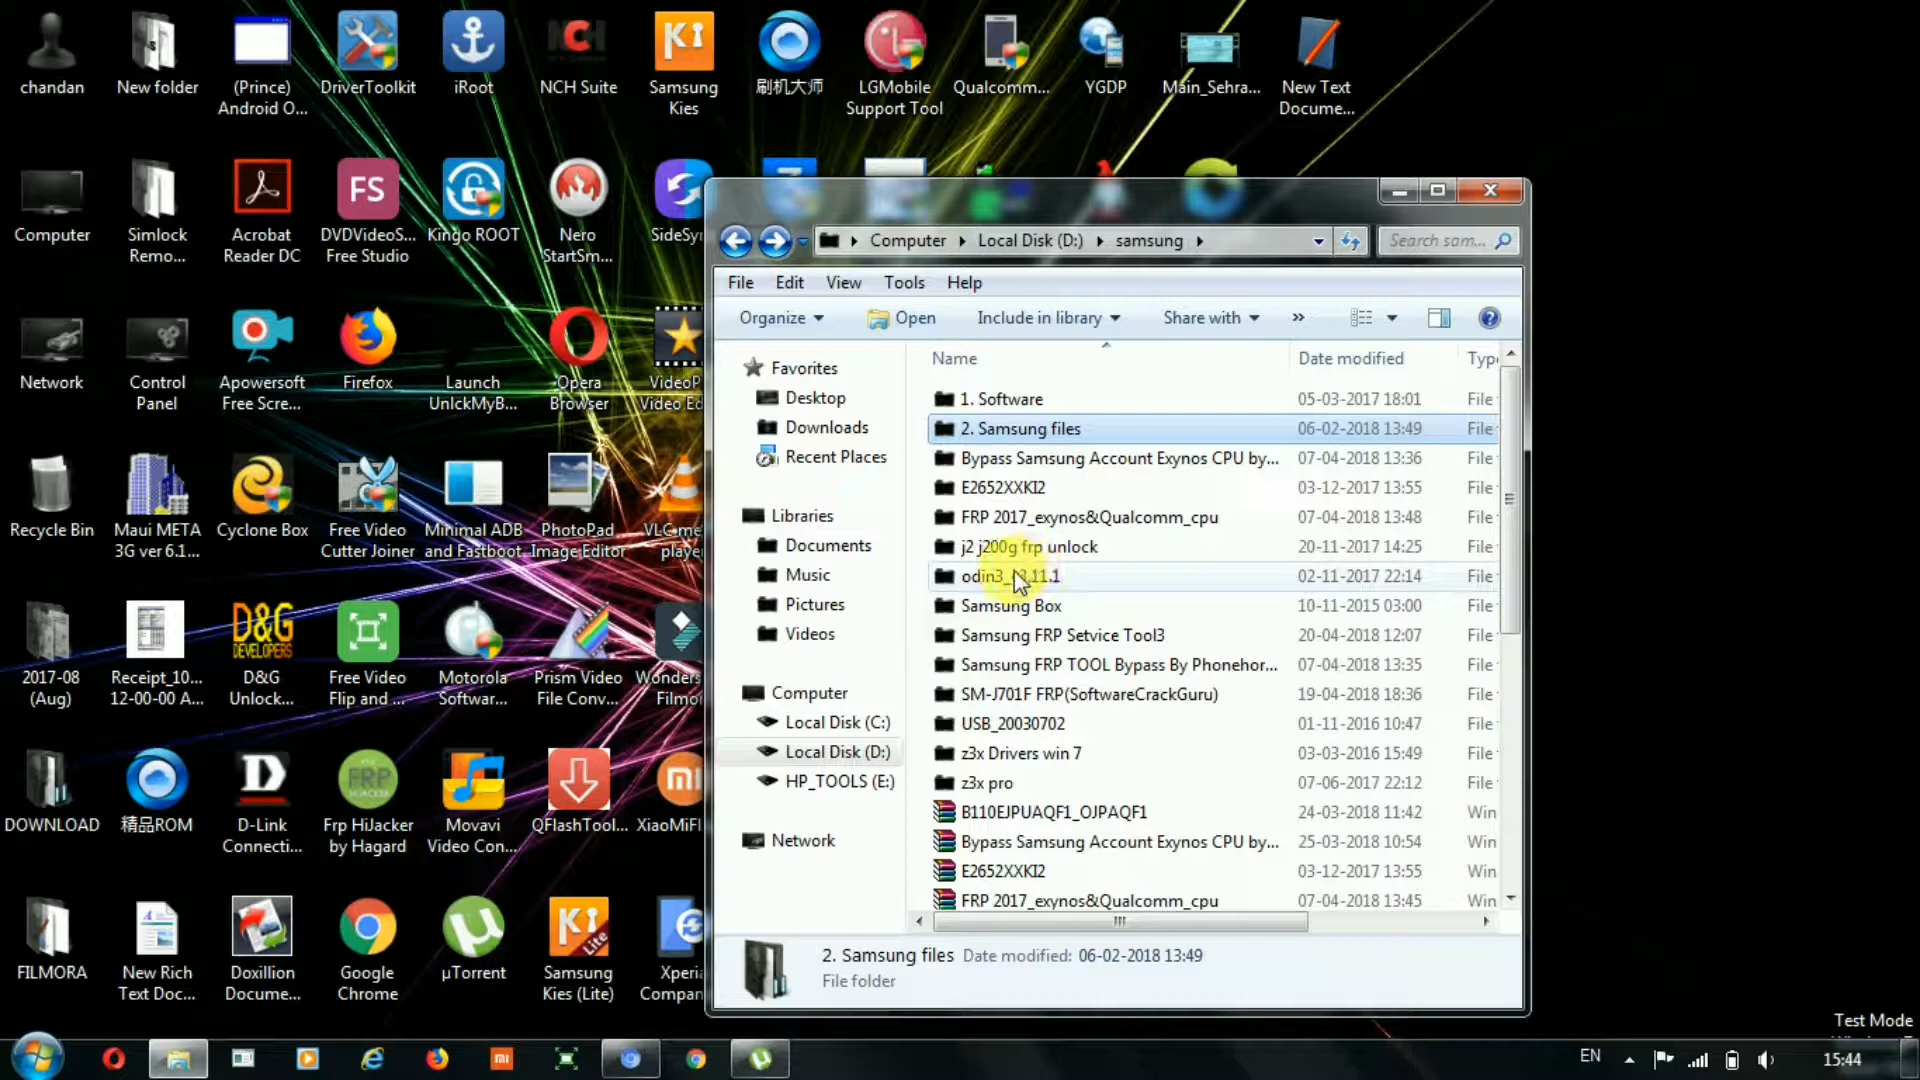 chandan
New folder
(Prince)
Android O...
DriverToolkit
iRoot
NCH Suite
Samsung
Kies
刷机大师
LGMobile
Support Tool
Qualcomm...
YGDP
Main_Sehra...
New Text
Docume...
Computer
Simlock
Remo...
Acrobat
Reader DC
FS
DVDVideoS...
Free Studio
Kingo ROOT
Nero
StartSm...
SideSy
Network
Control
Panel
Apowersoft
Free Scre...
Firefox
Launch
UnlckMyB...
Opera
Browser
VideoP
Video Ed
Recycle Bin
Maui META
3G ver 6.1...
Cyclone Box
Free Video
Cutter Joiner
Minimal ADB
and Fastboot
PhotoPad
Image Editor
VLC me
playe
2017-08
(Aug)
Receipt_10...
12-00-00 A...
D&G
DEVELOPERS
D&G
Unlock...
Free Video
Flip and ...
Motorola
Softwar...
Prism Video
File Conv...
Wonders
Filmo
DOWNLOAD
精品ROM
D-Link
Connecti...
FRP
HIJACKER
Frp HiJacker
by Hagard
Movavi
Video Con...
QFlashTool...
XiaoMiFl
FILMORA
New Rich
Text Doc...
Doxillion
Docume...
Google
Chrome
µTorrent
Lite
Samsung
Kies (Lite)
Xperi
Compan
Computer
Local Disk (D:)
samsung
Search sam...
File
Edit
View
Tools
Help
Organize
Open
Include in library
Share with
»
Favorites
Desktop
Downloads
Recent Places
Libraries
Documents
Music
Pictures
Videos
Computer
Local Disk (C:)
Local Disk (D:)
HP_TOOLS (E:)
Network
Name Date modified Type
1. Software 05-03-2017 18:01 File
2. Samsung files 06-02-2018 13:49 File
Bypass Samsung Account Exynos CPU by... 07-04-2018 13:36 File
E2652XXKI2 03-12-2017 13:55 File
FRP 2017_exynos&Qualcomm_cpu 07-04-2018 13:48 File
j2 j200g frp unlock 20-11-2017 14:25 File
odin3_ 11.1 02-11-2017 22:14 File
Samsung Box 10-11-2015 03:00 File
Samsung FRP Setvice Tool3 20-04-2018 12:07 File
Samsung FRP TOOL Bypass By Phonehor... 07-04-2018 13:35 File
SM-J701F FRP(SoftwareCrackGuru) 19-04-2018 18:36 File
USB_20030702 01-11-2016 10:47 File
z3x Drivers win 7 03-03-2016 15:49 File
z3x pro 07-06-2017 22:12 File
B110EJPUAQF1_OJPAQF1 24-03-2018 11:42 Win
Bypass Samsung Account Exynos CPU by... 25-03-2018 10:54 Win
E2652XXKI2 03-12-2017 13:55 Win
FRP 2017_exynos&Qualcomm_cpu 07-04-2018 13:45 Win
2. Samsung files Date modified: 06-02-2018 13:49
File folder
Test Mode
EN
15:44